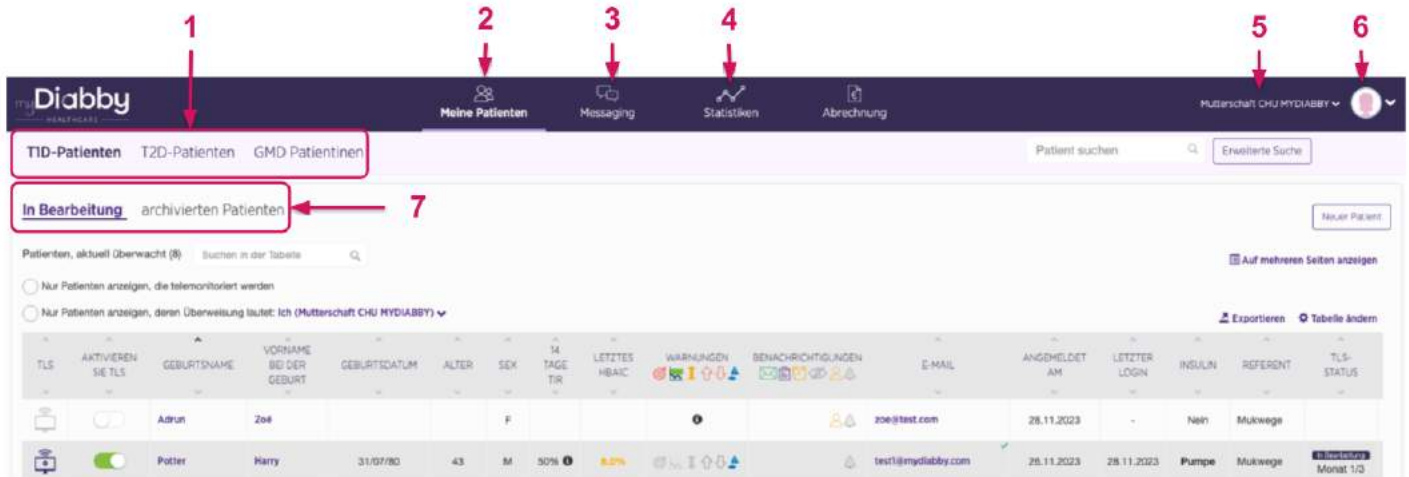 1
2
3
4
5
6
myDiabby
HEALTHCARE
Meine Patienten
Messaging
Statistiken
Abrechnung
Mutterschaft CHU MYDIABBY
T1D-Patienten T2D-Patienten GMD Patientinen
Patient suchen
Erweiterte Suche
In Bearbeitung archivierten Patienten
7
Neuer Patient
Patienten, aktuell überwacht (8) Suchen in der Tabelle
Auf mehreren Seiten anzeigen
Nur Patienten anzeigen, die telemonitoriert werden
Nur Patienten anzeigen, deren Überweisung lautet: Ich (Mutterschaft CHU MYDIABBY)
Exportieren Tabelle ändern
TLS
AKTIVIEREN
SIE TLS
GEBURTSNAME
VORNAME
BEI DER
GEBURT
GEBURTSDATUM
ALTER
SEX
14
TAGE
TIR
LETZTES
HBA1C
WARNUNGEN
BENACHRICHTIGUNGEN
E-MAIL
ANGEMELDET
AM
LETZTER
LOGIN
INSULIN
REFERENT
TLS-
STATUS
Adrun Zoé F zoe@test.com 28.11.2023 - Nein Mukwege
Potter Harry 31/07/80 43 M 50% 8.0% test1@mydiabby.com 28.11.2023 28.11.2023 Pumpe Mukwege In Bearbeitung
Monat 1/3